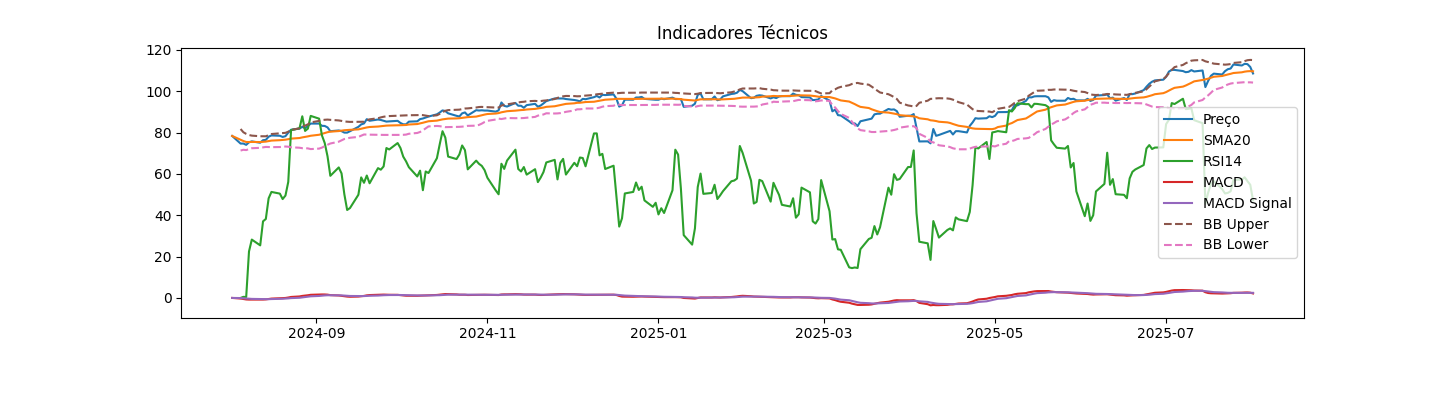 Indicadores Técnicos
120
100
80
60
40
20
0
2024-09
2024-11
2025-01
2025-03
2025-05
2025-07
Preço
SMA20
RSI14
MACD
MACD Signal
BB Upper
BB Lower